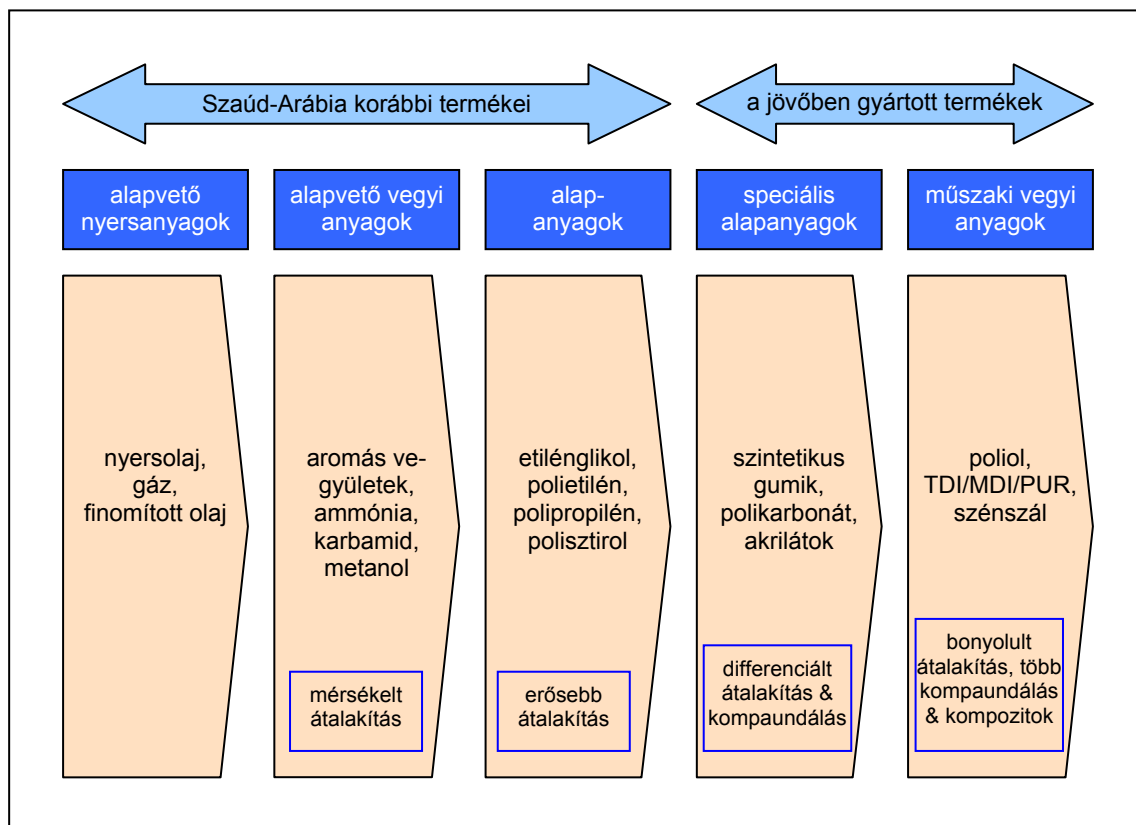 Szaúd-Arábia korábbi termékei
a jövőben gyártott termékek
alapvető
nyersanyagok
alapvető vegyi
anyagok
alap-
anyagok
speciális
alapanyagok
műszaki vegyi
anyagok
nyersolaj,
gáz,
finomított olaj
aromás ve-
gyületek,
ammónia,
karbamid,
metanol
mérsékelt
átalakítás
etilénglikol,
polietilén,
polipropilén,
polisztirol
erősebb
átalakítás
szintetikus
gumik,
polikarbonát,
akrilátok
differenciált
átalakítás &
kompaundálás
poliol,
TDI/MDI/PUR,
szénszál
bonyolult
átalakítás, több
kompaundálás
& kompozitok